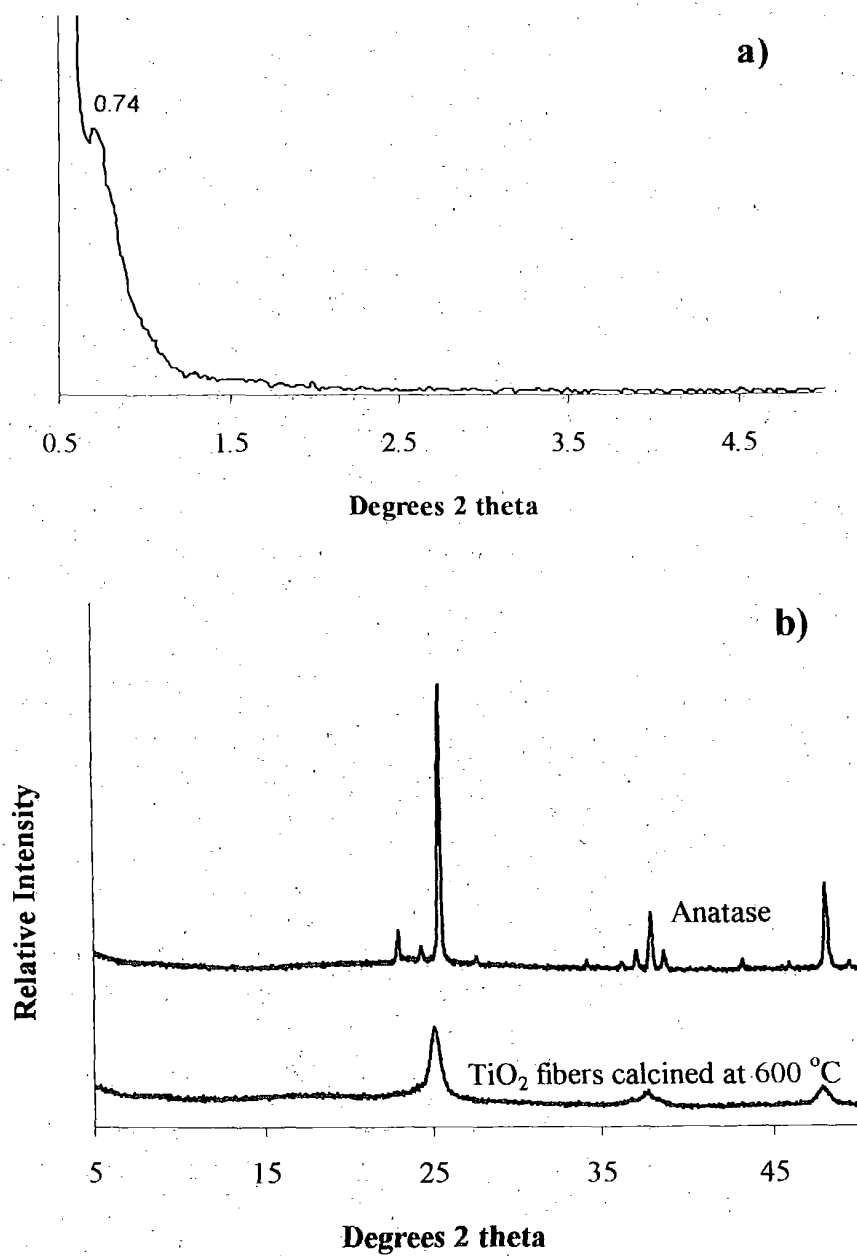 a)
0.74
0.5 1.5 2.5 3.5 4.5
Degrees 2 theta
b)
Relative Intensity
Anatase
TiO₂ fibers calcined at 600 °C
5 15 25 35 45
Degrees 2 theta